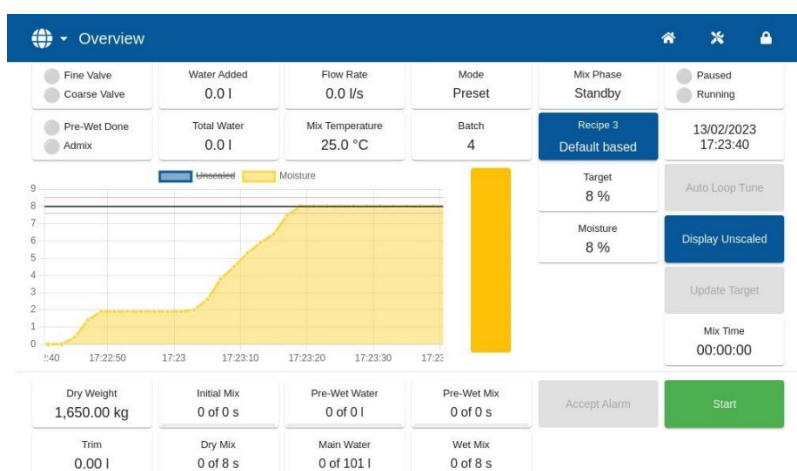 Overview
Fine Valve
Coarse Valve
Water Added
0.0 l
Flow Rate
0.0 l/s
Mode
Preset
Mix Phase
Standby
Paused
Running
Pre-Wet Done
Admix
Total Water
0.0 l
Mix Temperature
25.0 °C
Batch
4
Recipe 3
Default based
13/02/2023
17:23:40
Unscaled
Moisture
9
8
7
6
5
4
3
2
1
0
:40
17:22:50
17:23
17:23:10
17:23:20
17:23:30
17:23
Target
8 %
Moisture
8 %
Auto Loop Tune
Display Unscaled
Update Target
Mix Time
00:00:00
Dry Weight
1,650.00 kg
Initial Mix
0 of 0 s
Pre-Wet Water
0 of 0 l
Pre-Wet Mix
0 of 0 s
Accept Alarm
Start
Trim
0.00 l
Dry Mix
0 of 8 s
Main Water
0 of 101 l
Wet Mix
0 of 8 s